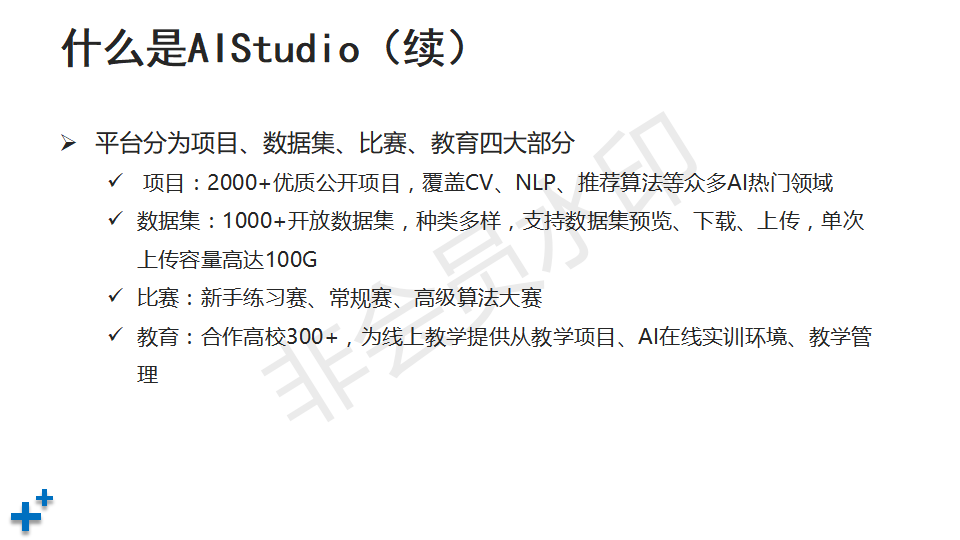 什么是AIStudio（续）
平台分为项目、数据集、比赛、教育四大部分
项目：2000+优质公开项目，覆盖CV、NLP、推荐算法等众多AI热门领域
数据集：1000+开放数据集，种类多样，支持数据集预览、下载、上传，单次
上传容量高达100G
比赛：新手练习赛、常规赛、高级算法大赛
教育：合作高校300+，为线上教学提供从教学项目、AI在线实训环境、教学管
理
非会员水印